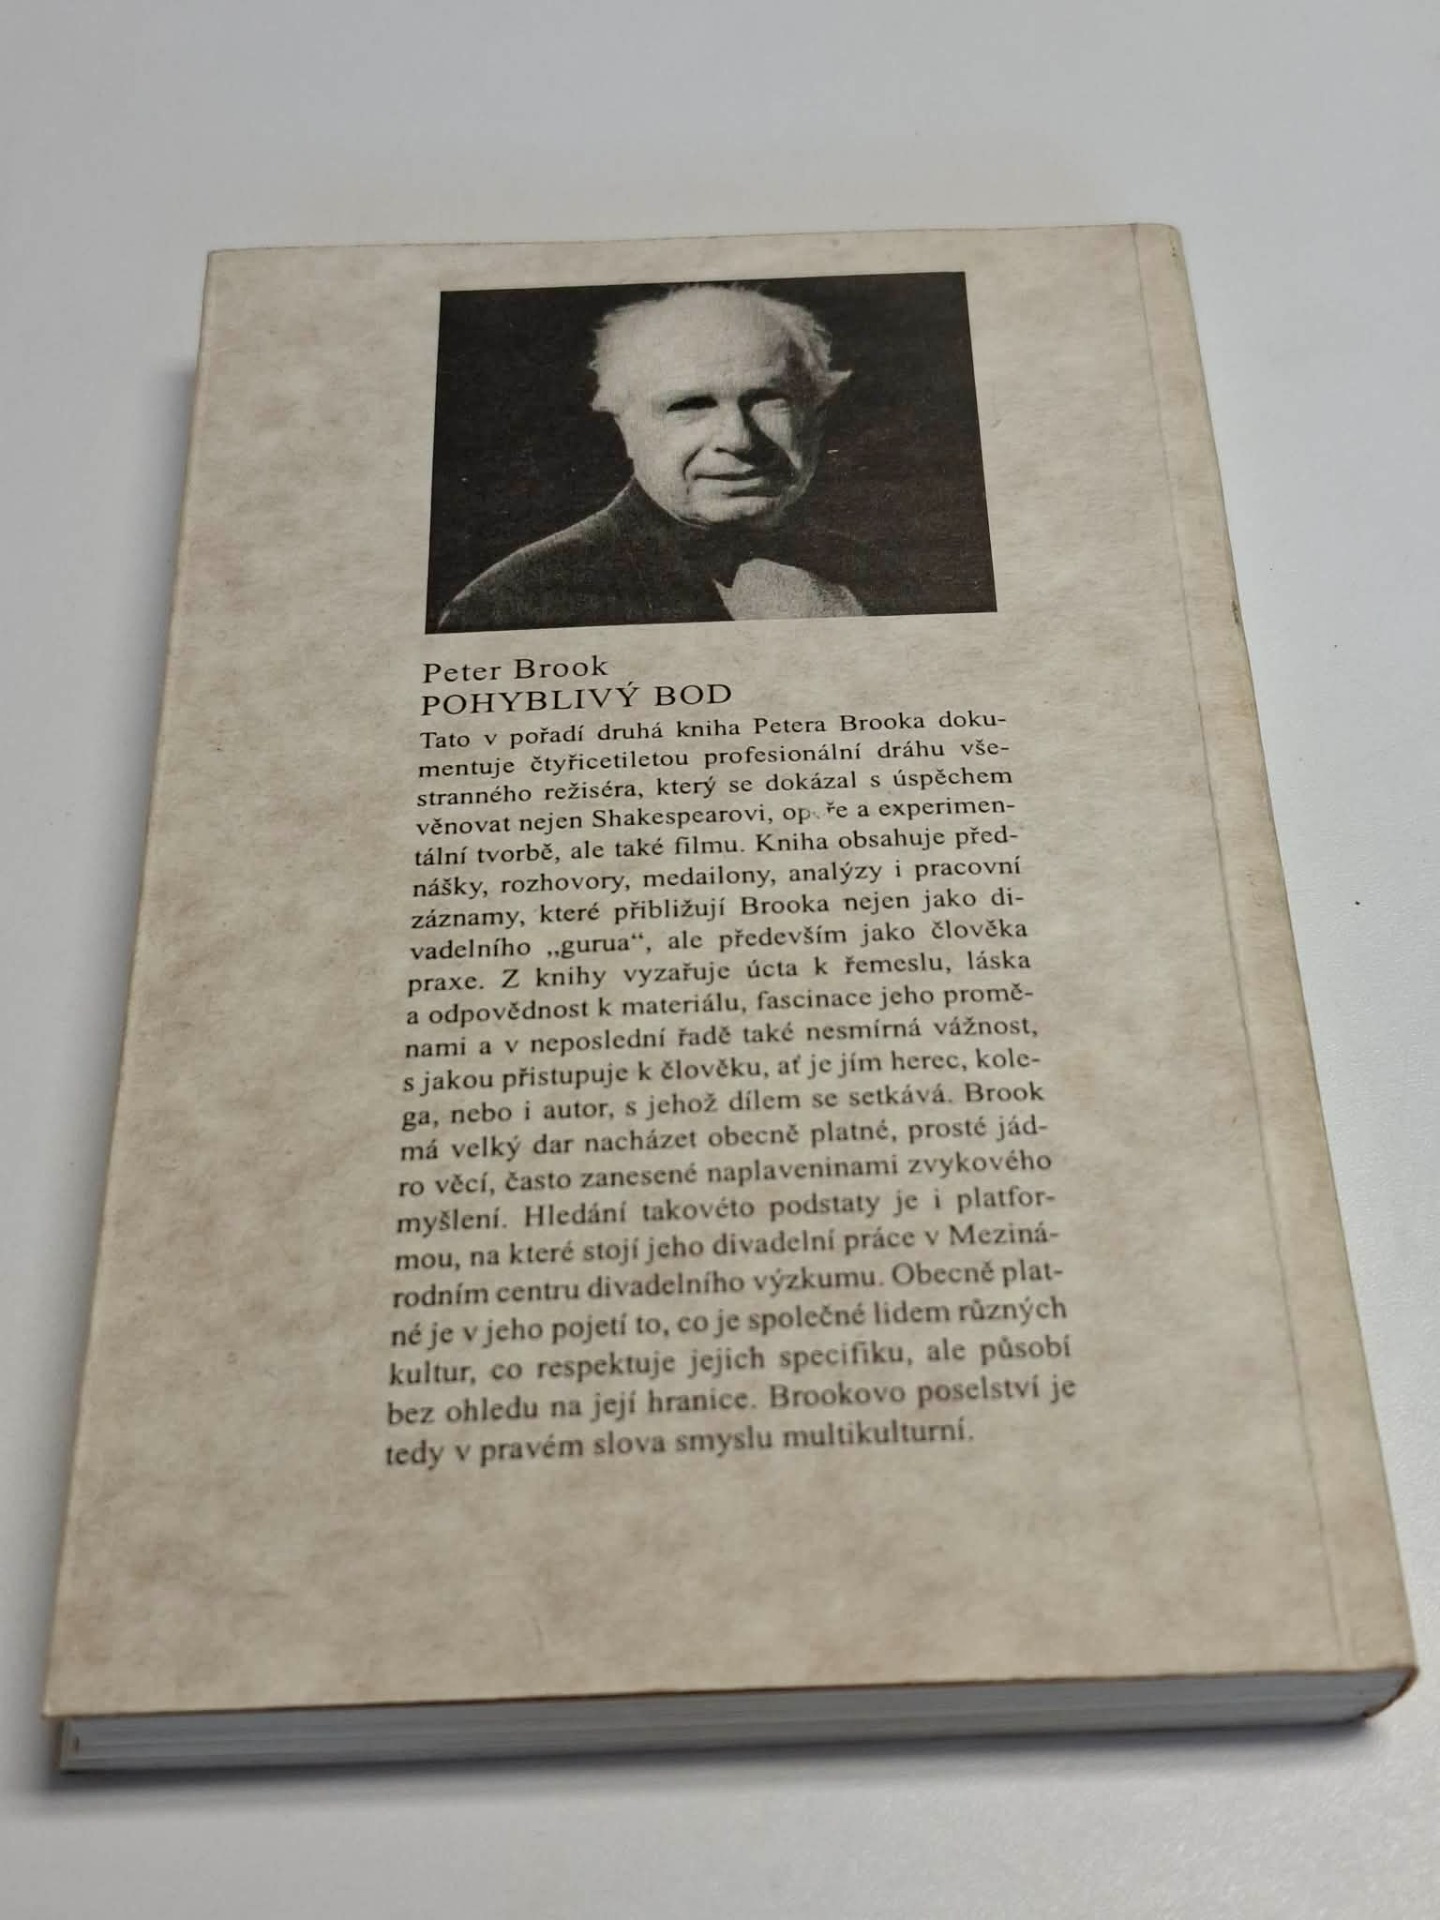 Peter Brook
POHYBLIVÝ BOD
Tato v pořadí druhá kniha Petera Brooka doku-
mentuje čtyřicetiletou profesionální dráhu vše-
stranného režiséra, který se dokázal s úspěchem
věnovat nejen Shakespearovi, opeře a experimen-
tální tvorbě, ale také filmu. Kniha obsahuje před-
nášky, rozhovory, medailony, analýzy i pracovní
záznamy, které přibližují Brooka nejen jako di-
vadelního „gurua“, ale především jako člověka
praxe. Z knihy vyzařuje úcta k řemeslu, láska
a odpovědnost k materiálu, fascinace jeho promě-
nami a v neposlední řadě také nesmírná vážnost,
s jakou přistupuje k člověku, ať je jím herec, kole-
ga, nebo i autor, s jehož dílem se setkává. Brook
má velký dar nacházet obecně platné, prosté jád-
ro věcí, často zanesené naplaveninami zvykového
myšlení. Hledání takovéto podstaty je i platfor-
mou, na které stojí jeho divadelní práce v Meziná-
rodním centru divadelního výzkumu. Obecně plat-
né je v jeho pojetí to, co je společné lidem různých
kultur, co respektuje jejich specifiku, ale působí
bez ohledu na její hranice. Brookovo poselství je
tedy v pravém slova smyslu multikulturní.